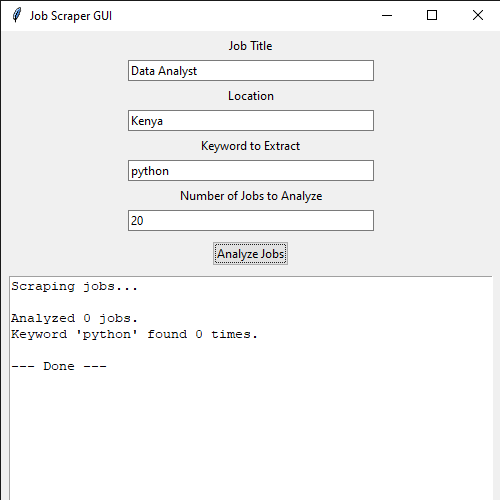 Job Scraper GUI
Job Title
Data Analyst
Location
Kenya
Keyword to Extract
python
Number of Jobs to Analyze
20
Analyze Jobs
Scraping jobs...
Analyzed 0 jobs.
Keyword 'python' found 0 times.
--- Done ---